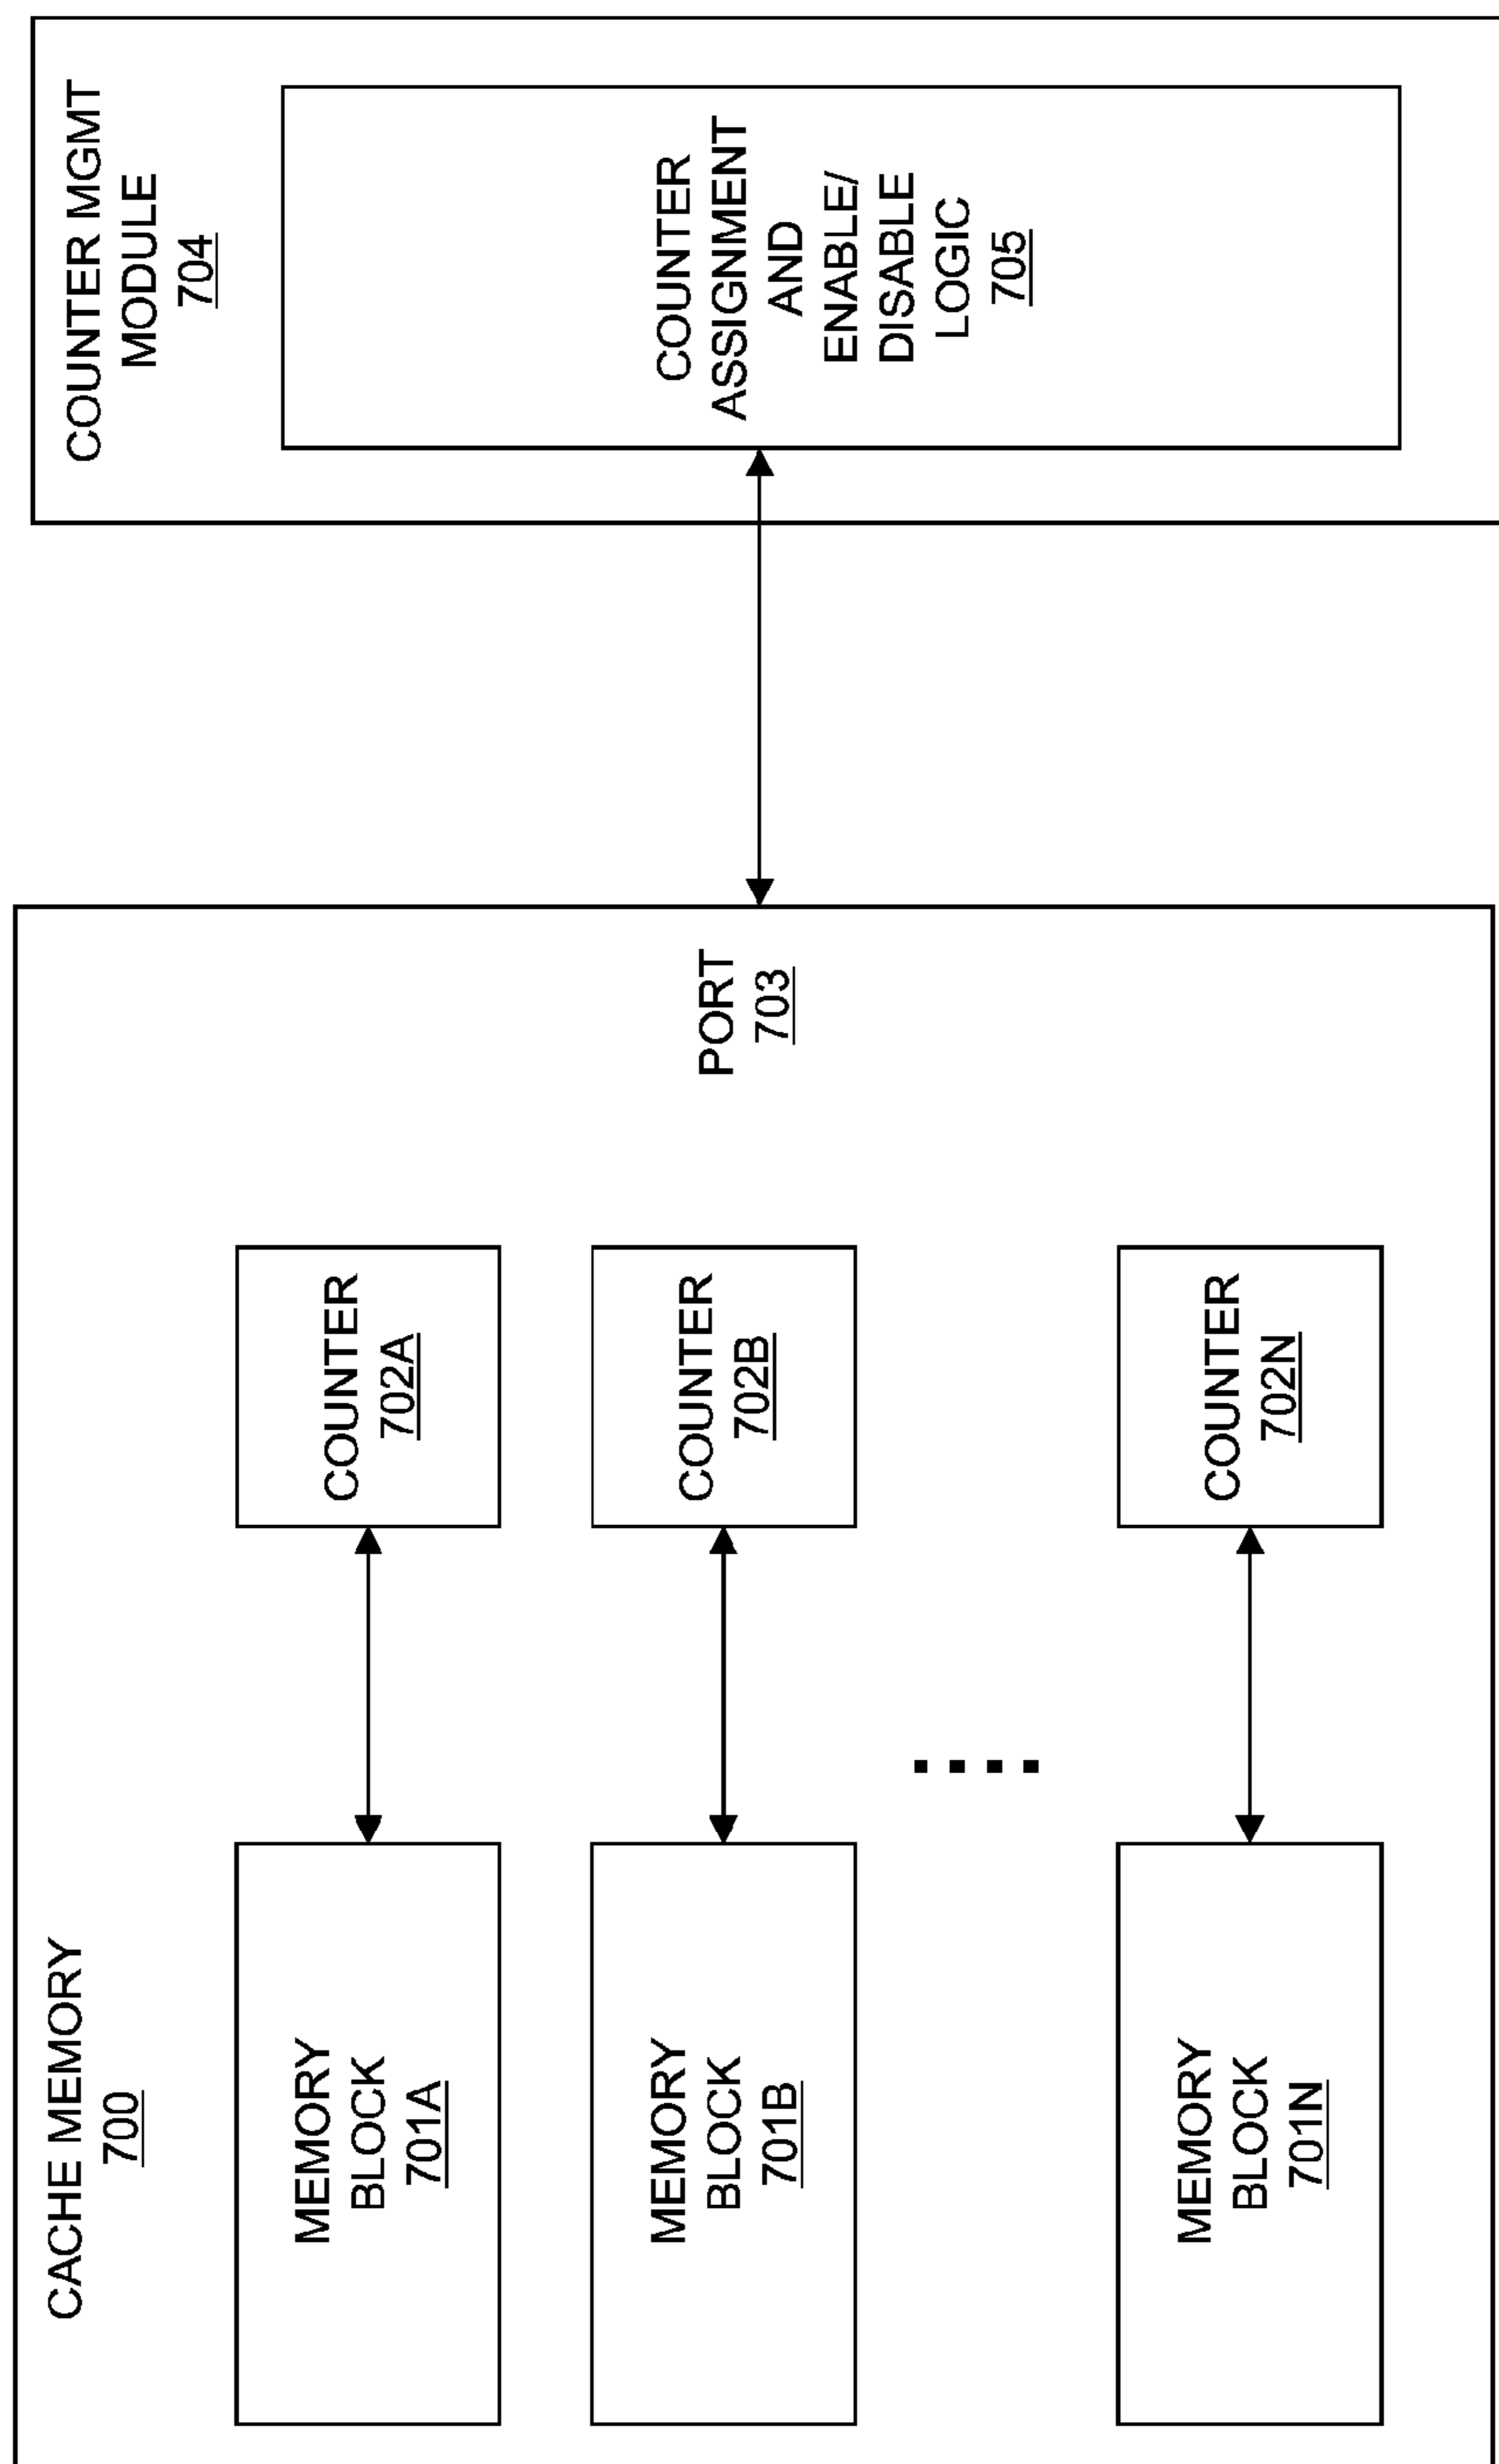 CACHE MEMORY
700
MEMORY
BLOCK
701A
COUNTER
702A
MEMORY
BLOCK
701B
COUNTER
702B
MEMORY
BLOCK
701N
COUNTER
702N
PORT
703
COUNTER MGMT
MODULE
704
COUNTER
ASSIGNMENT
AND
ENABLE/
DISABLE
LOGIC
705